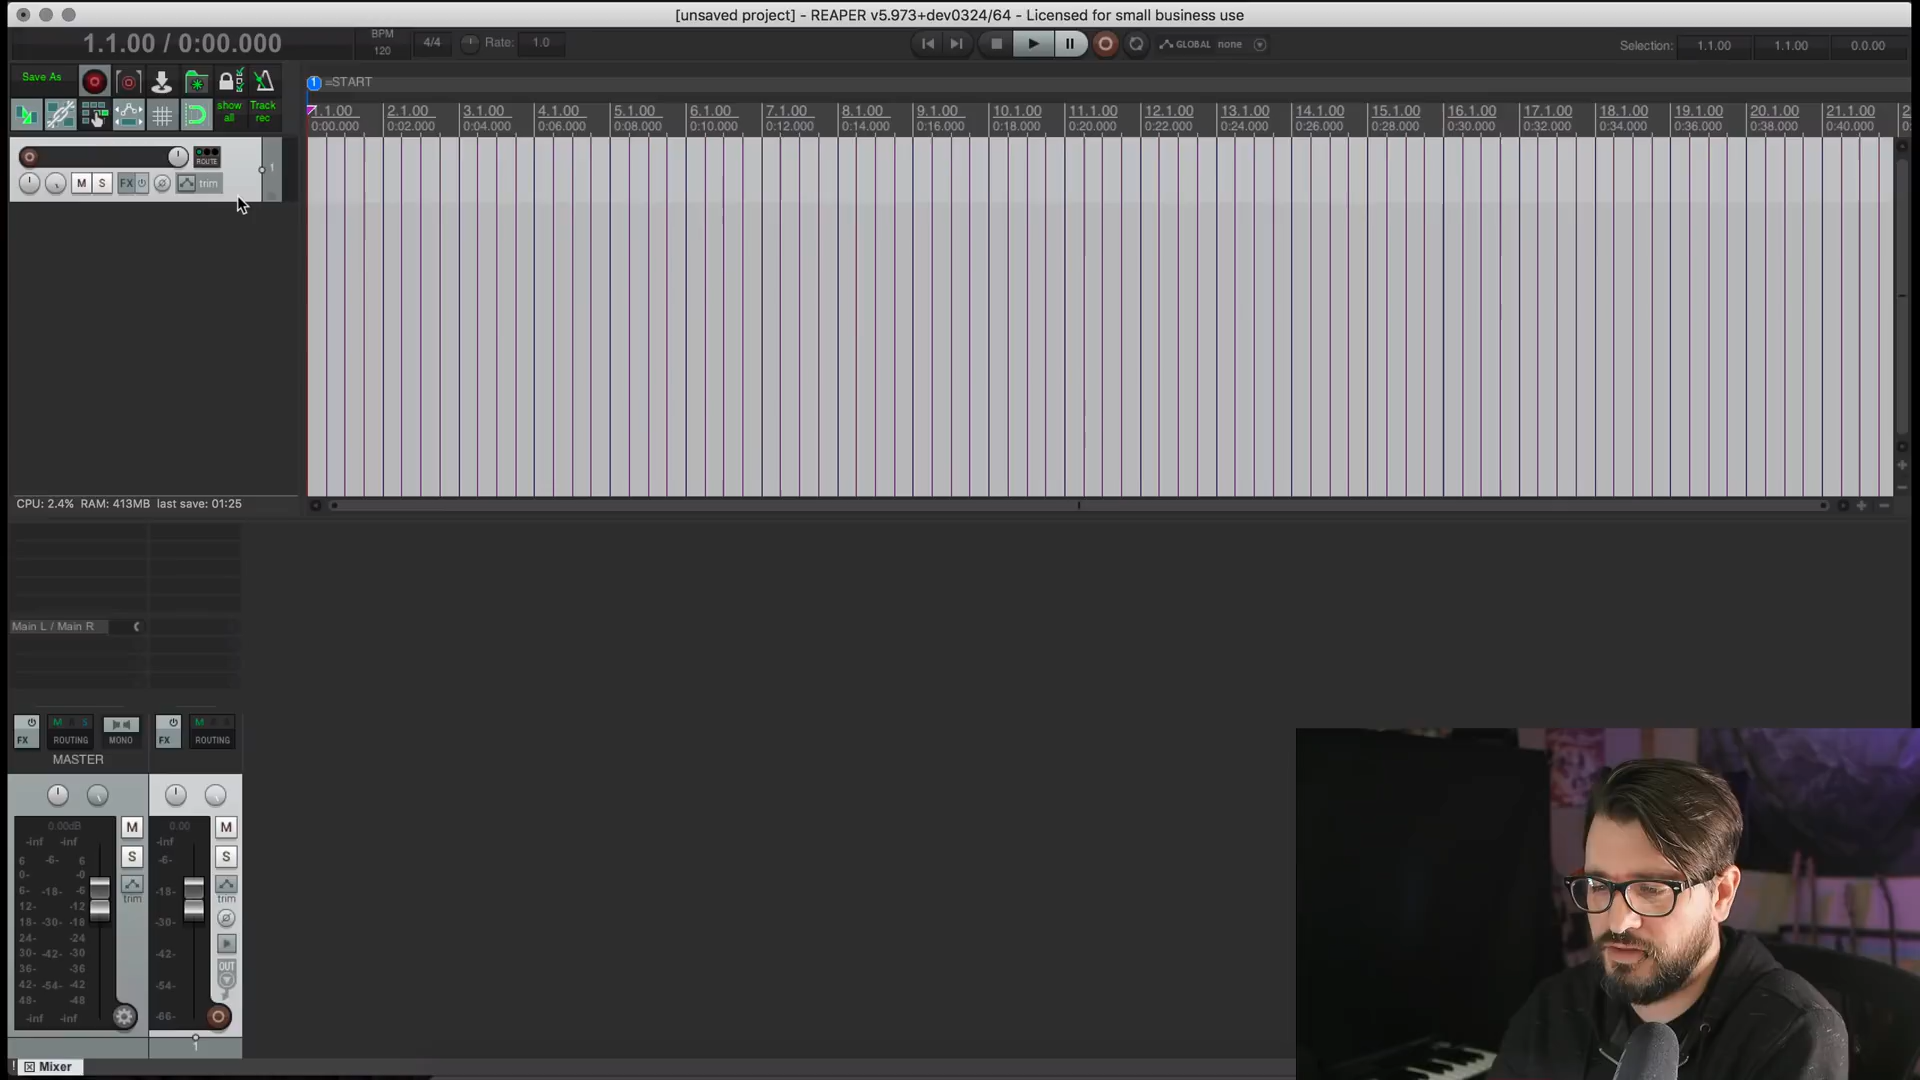 [unsaved project] - REAPER v5.973+dev0324/64 - Licensed for small business use
1.1.00 / 0:00.000
BPM
120
4/4
Rate:
1.0
GLOBAL none
Selection:
1.1.00
1.1.00
0.0.00
Save As
show all
Track rec
1
=START
1.1.00 2.1.00 3.1.00 4.1.00 5.1.00 6.1.00 7.1.00 8.1.00 9.1.00 10.1.00 11.1.00 12.1.00 13.1.00 14.1.00 15.1.00 16.1.00 17.1.00 18.1.00 19.1.00 20.1.00 21.1.00 2
0:00.000 0:02.000 0:04.000 0:06.000 0:08.000 0:10.000 0:12.000 0:14.000 0:16.000 0:18.000 0:20.000 0:22.000 0:24.000 0:26.000 0:28.000 0:30.000 0:32.000 0:34.000 0:36.000 0:38.000 0:40.000 0:
ROUTE
1
M S FX trim
CPU: 2.4% RAM: 413MB last save: 01:25
Main L / Main R
M S
M
FX ROUTING MONO FX ROUTING
MASTER
0.00dB
0.00
M
M
-inf -inf
-inf
6 -6- 6
-6-
S
S
0- -0
6- -18- -6
-18-
trim
trim
12- -12
18- -30- -18
-30-
24- -24
30- -42- -30
-42-
36- -36
OUT
42- -54- -42
-54-
48- -48
-inf -inf
-66-
1
! Mixer